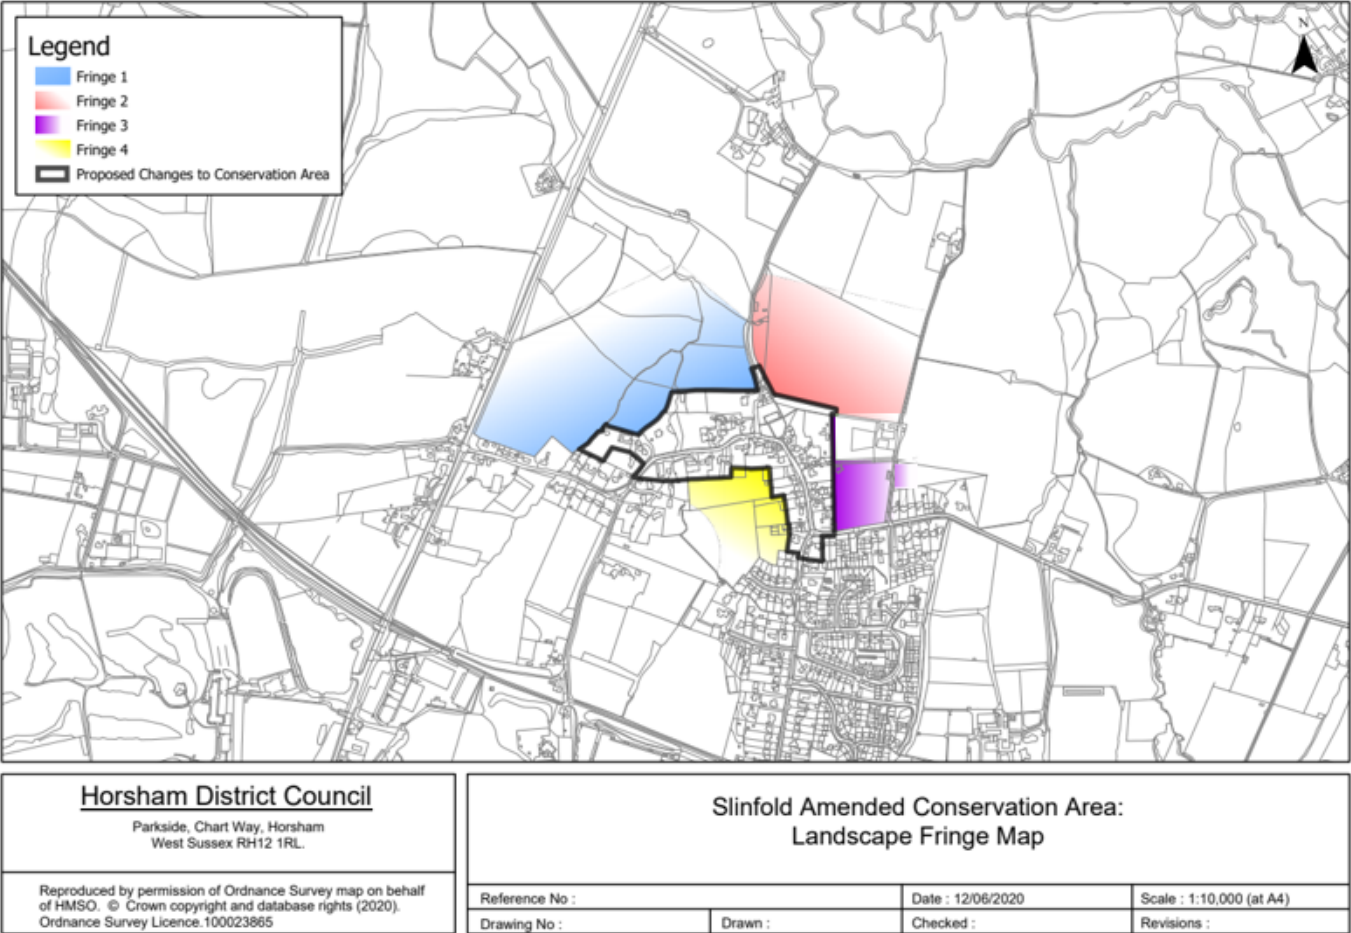 Legend
Fringe 1
Fringe 2
Fringe 3
Fringe 4
Proposed Changes to Conservation Area
N
Horsham District Council
Parkside, Chart Way, Horsham
West Sussex RH12 1RL.
Reproduced by permission of Ordnance Survey map on behalf
of HMSO. © Crown copyright and database rights (2020).
Ordnance Survey Licence.100023865
Slinfold Amended Conservation Area:
Landscape Fringe Map
Reference No :
Date : 12/06/2020
Scale : 1:10,000 (at A4)
Drawing No :
Drawn :
Checked :
Revisions :